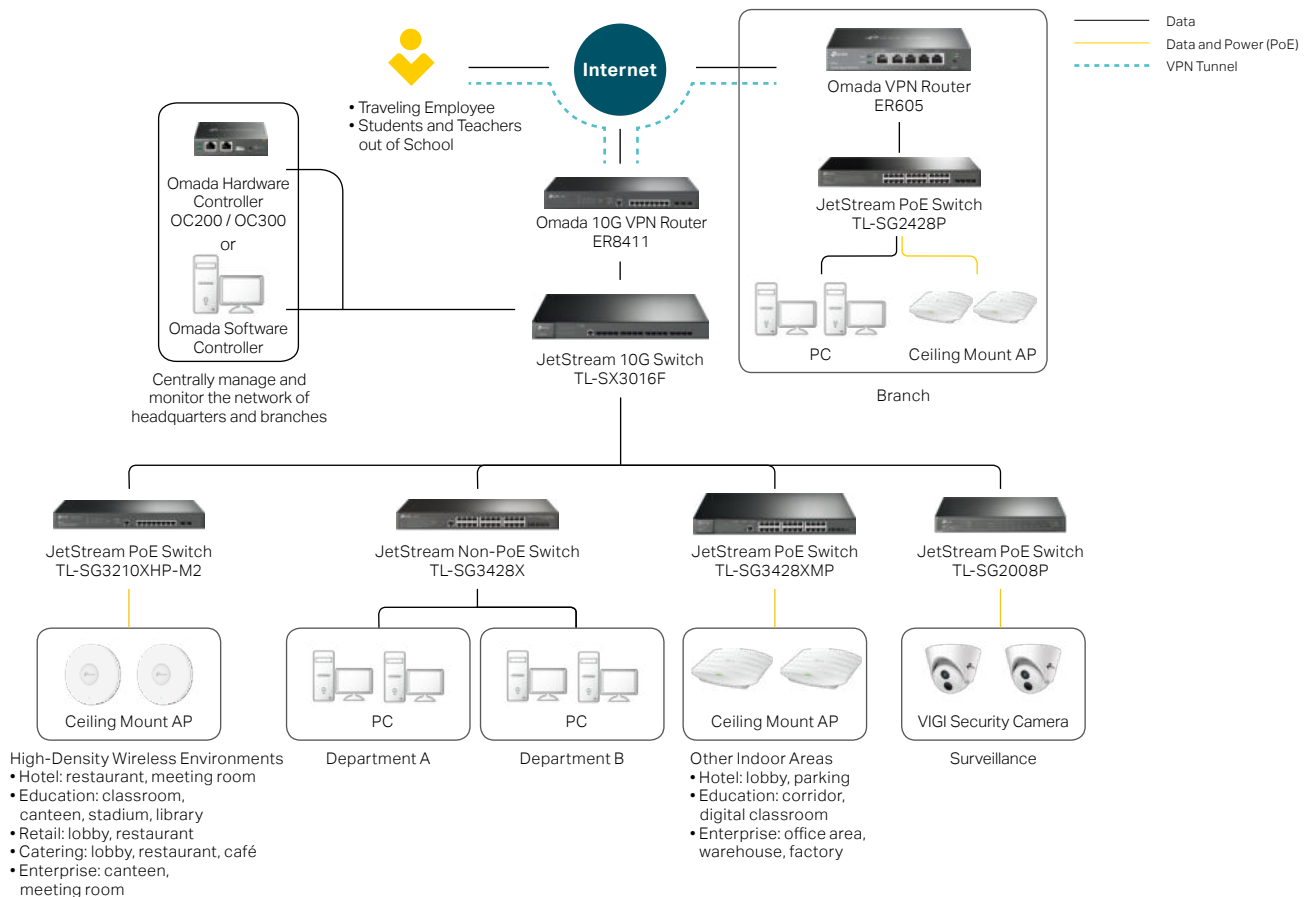 Data
Data and Power (PoE)
VPN Tunnel
Internet
• Traveling Employee
• Students and Teachers
out of School
Omada VPN Router
ER605
JetStream PoE Switch
TL-SG2428P
PC
Ceiling Mount AP
Branch
Omada Hardware
Controller
OC200 / OC300
or
Omada Software
Controller
Centrally manage and
monitor the network of
headquarters and branches
Omada 10G VPN Router
ER8411
JetStream 10G Switch
TL-SX3016F
JetStream PoE Switch
TL-SG3210XHP-M2
Ceiling Mount AP
High-Density Wireless Environments
• Hotel: restaurant, meeting room
• Education: classroom,
canteen, stadium, library
• Retail: lobby, restaurant
• Catering: lobby, restaurant, café
• Enterprise: canteen,
meeting room
JetStream Non-PoE Switch
TL-SG3428X
PC
Department A
PC
Department B
JetStream PoE Switch
TL-SG3428XMP
Ceiling Mount AP
Other Indoor Areas
• Hotel: lobby, parking
• Education: corridor,
digital classroom
• Enterprise: office area,
warehouse, factory
JetStream PoE Switch
TL-SG2008P
VIGI Security Camera
Surveillance